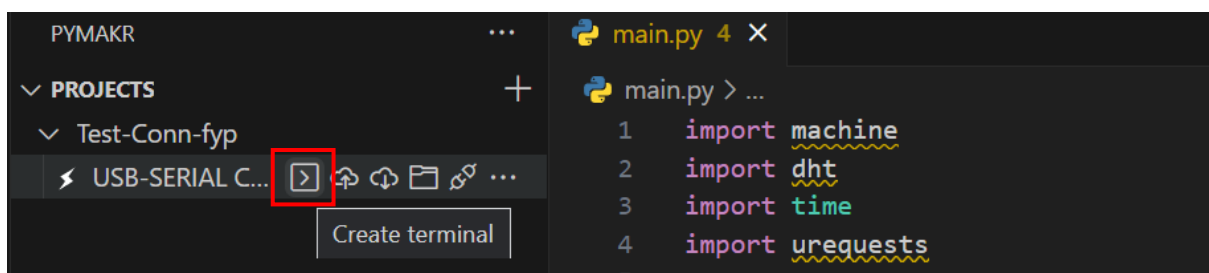 PYMAKR ...
PROJECTS
Test-Conn-fyp
USB-SERIAL C... ...
Create terminal
main.py 4 ×
main.py > ...
1 import machine
2 import dht
3 import time
4 import urequests